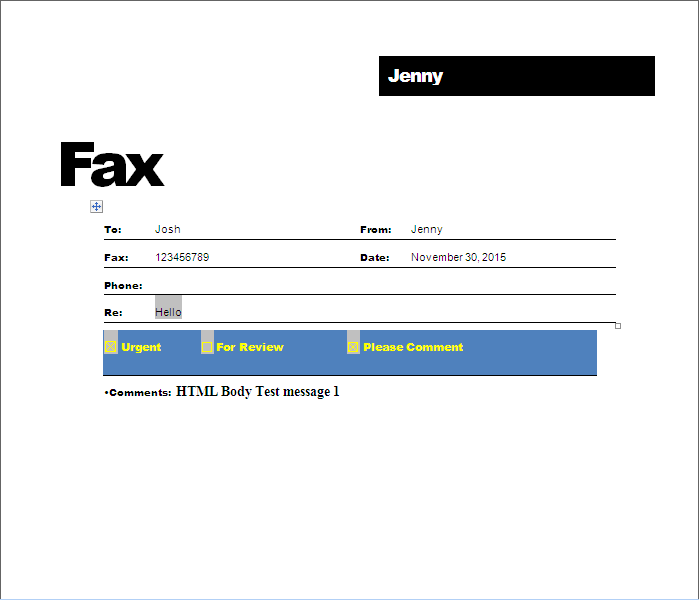 Jenny
Fax
To: Josh From: Jenny
Fax: 123456789 Date: November 30, 2015
Phone:
Re: Hello
☒ Urgent ☐ For Review ☒ Please Comment
•Comments: HTML Body Test message 1